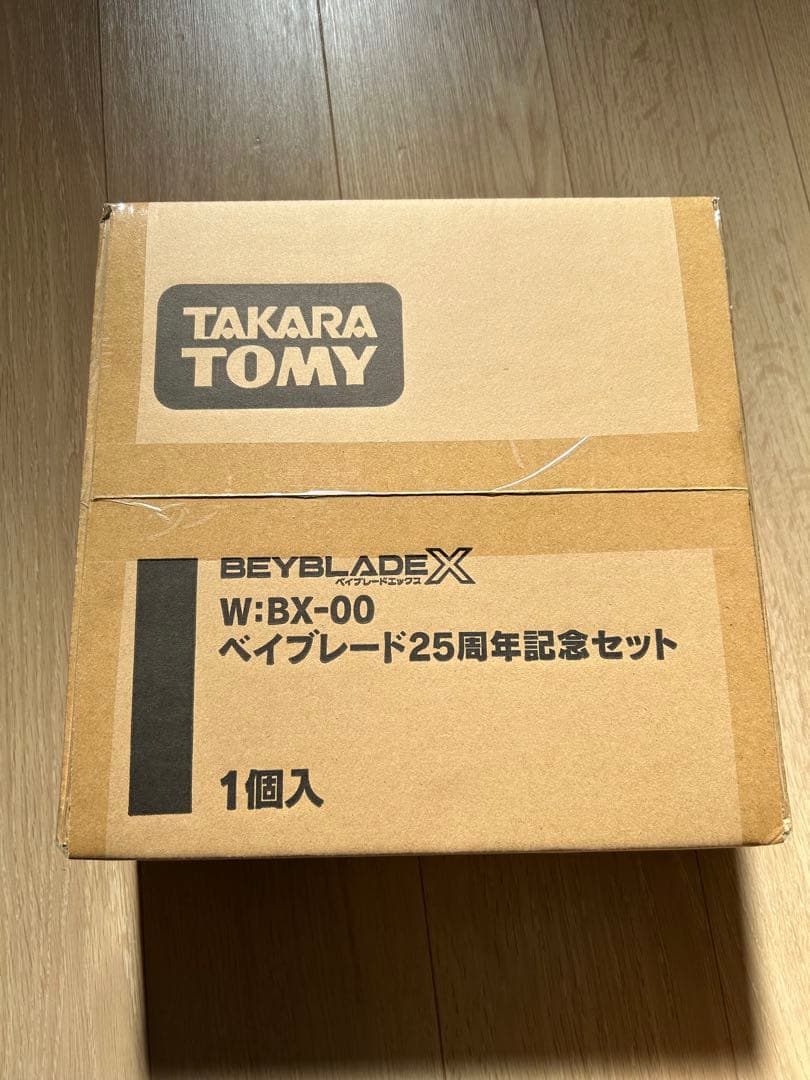 TAKARA
TOMY
BEYBLADE X
ベイブレードエックス
W:BX-00
ベイブレード25周年記念セット
1個入